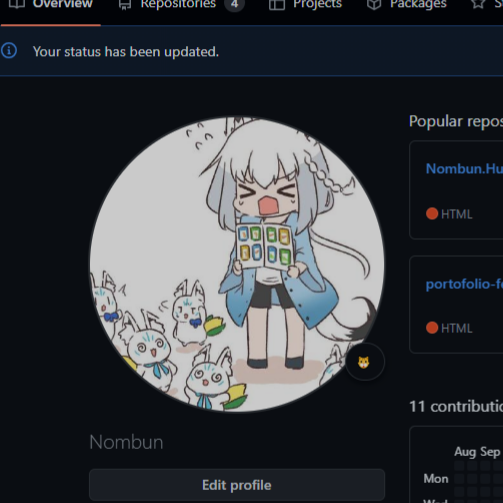 Overview
Repositories 4
Projects
Packages
Your status has been updated.
Popular repos
Nombun.Hu
HTML
portofolio-f
HTML
11 contributi
Aug Sep
Mon
Nombun
Edit profile